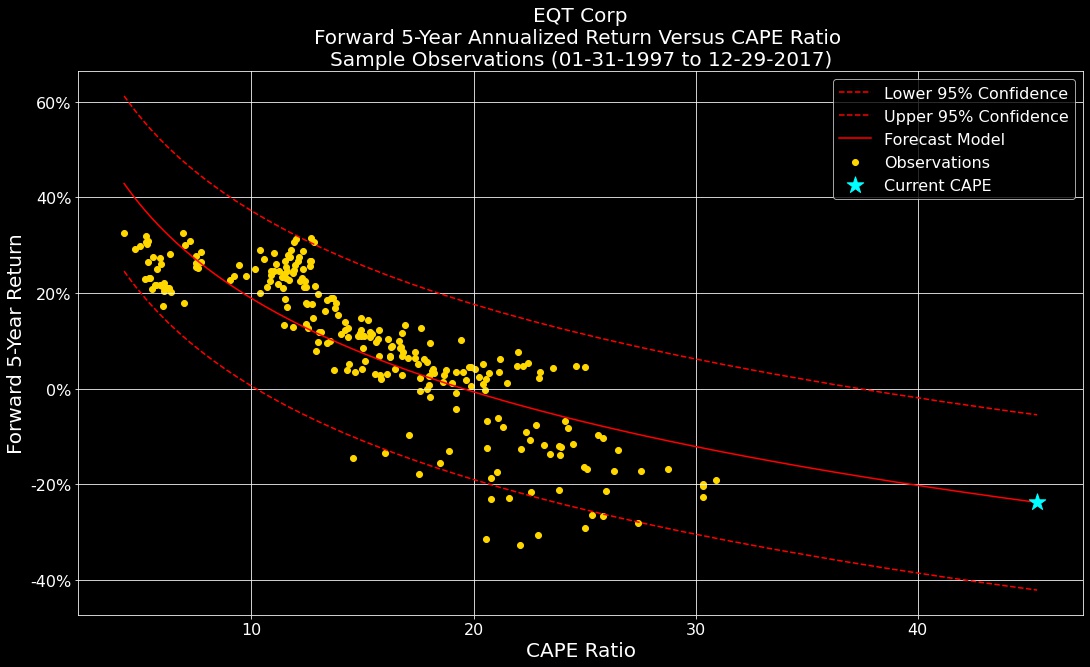 EQT Corp
Forward 5-Year Annualized Return Versus CAPE Ratio
Sample Observations (01-31-1997 to 12-29-2017)
Lower 95% Confidence
Upper 95% Confidence
Forecast Model
Observations
Current CAPE
Forward 5-Year Return
60%
40%
20%
0%
-20%
-40%
10
20
30
40
CAPE Ratio